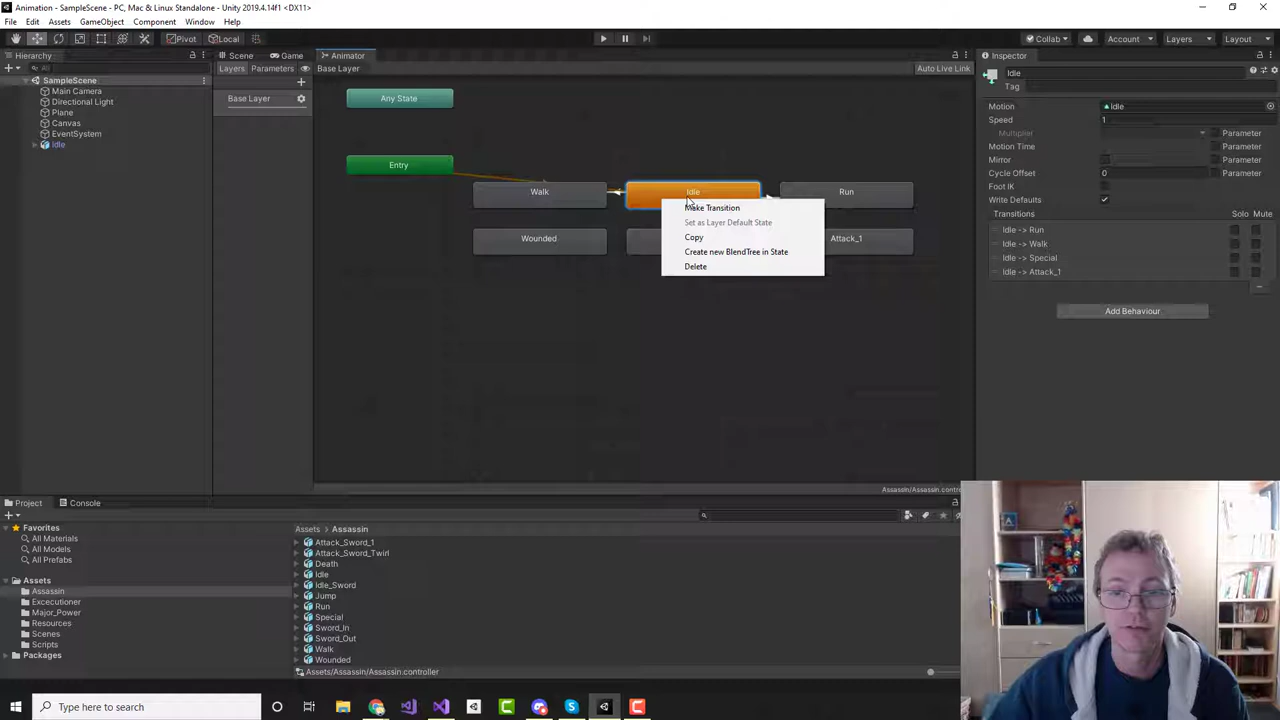 Animation - SampleScene - PC, Mac & Linux Standalone - Unity 2019.4.14f1 <DX11>
File Edit Assets GameObject Component Window Help
Pivot Local Collab Account Layers Layout
Hierarchy
All
SampleScene
Main Camera
Directional Light
Plane
Canvas
EventSystem
Idle
Scene Game Animator
Layers Parameters Base Layer Auto Live Link
Base Layer
Any State
Entry
Walk Idle Run
Wounded Attack_1
Make Transition
Set as Layer Default State
Copy
Create new BlendTree in State
Delete
Assassin/Assassin.contro
Inspector
Idle
Tag
Motion Idle
Speed 1
Multiplier Parameter
Motion Time Parameter
Mirror Parameter
Cycle Offset 0 Parameter
Foot IK
Write Defaults
Transitions Solo Mute
Idle -> Run
Idle -> Walk
Idle -> Special
Idle -> Attack_1
Add Behaviour
Project Console
Favorites
All Materials
All Models
All Prefabs
Assets
Assassin
Executioner
Major_Power
Resources
Scenes
Scripts
Packages
Assets > Assassin
Attack_Sword_1
Attack_Sword_Twirl
Death
Idle
Idle_Sword
Jump
Run
Special
Sword_In
Sword_Out
Walk
Wounded
Assets/Assassin/Assassin.controller
Type here to search